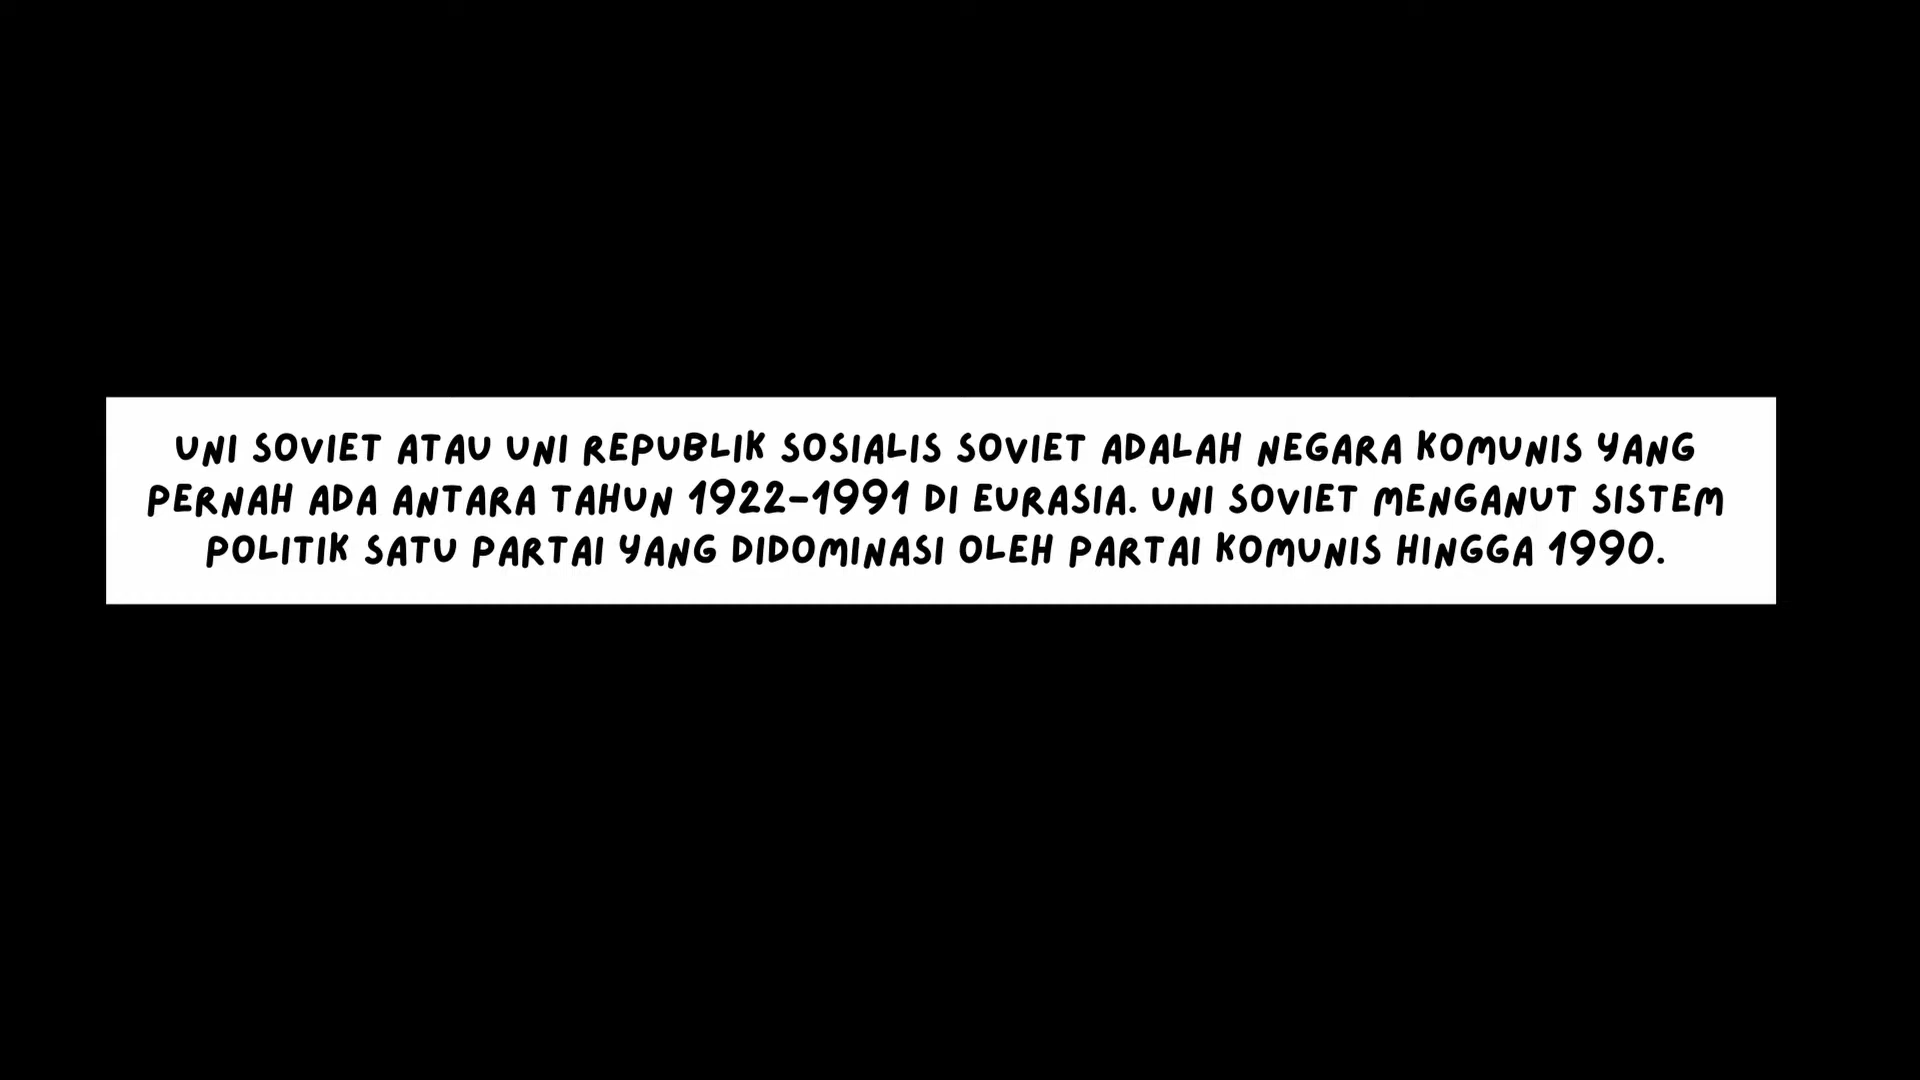 UNI SOVIET ATAU UNI REPUBLIK SOSIALIS SOVIET ADALAH NEGARA KOMUNIS YANG
PERNAH ADA ANTARA TAHUN 1922-1991 DI EURASIA. UNI SOVIET MENGANUT SISTEM
POLITIK SATU PARTAI YANG DIDOMINASI OLEH PARTAI KOMUNIS HINGGA 1990.